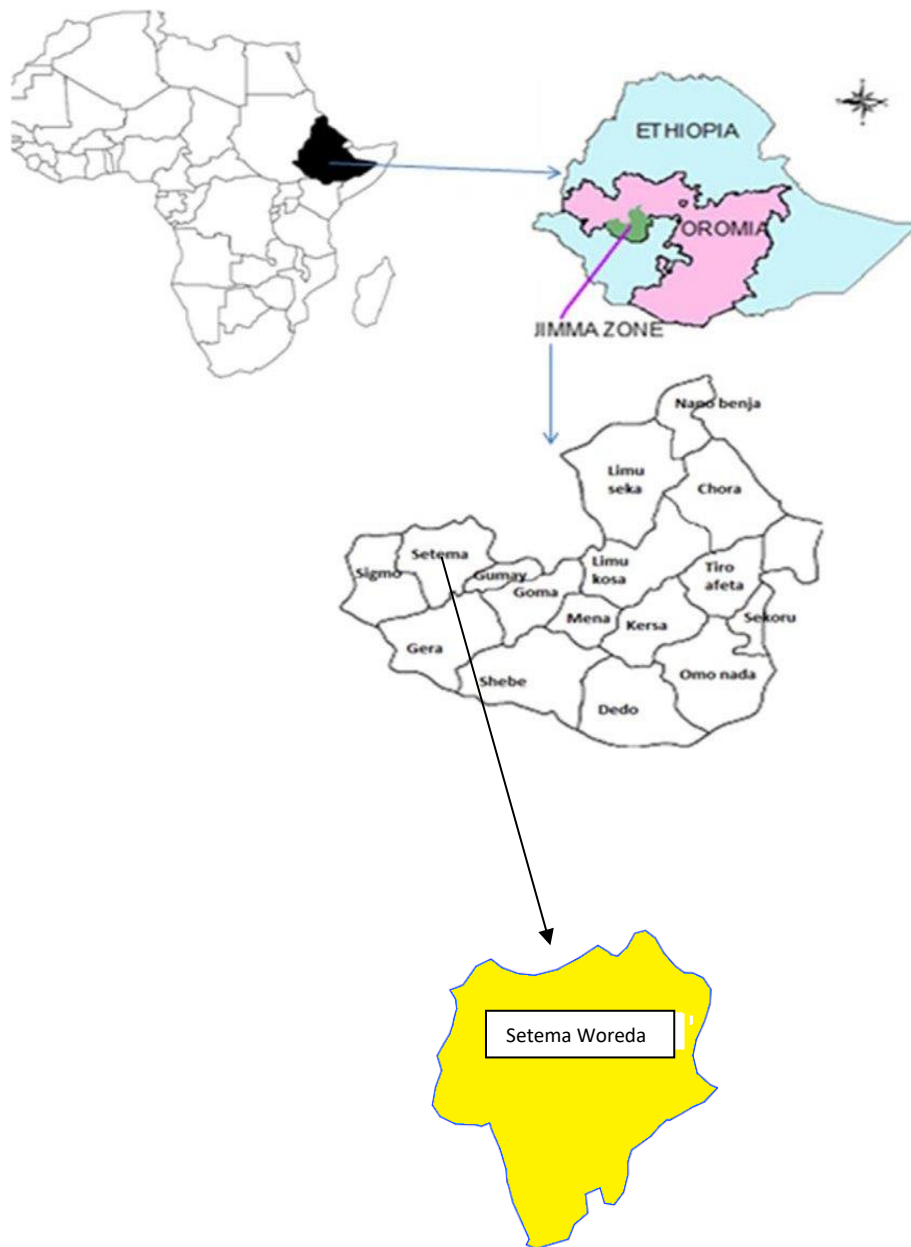 ETHIOPIA
OROMIA
JIMMA ZONE
Nano benja
Limu
seka
Chora
Setema
Sigmo
Gumay
Limu
kosa
Tiro
afeta
Goma
Mena
Kersa
Sekoru
Gera
Shebe
Omo nada
Dedo
Setema Woreda